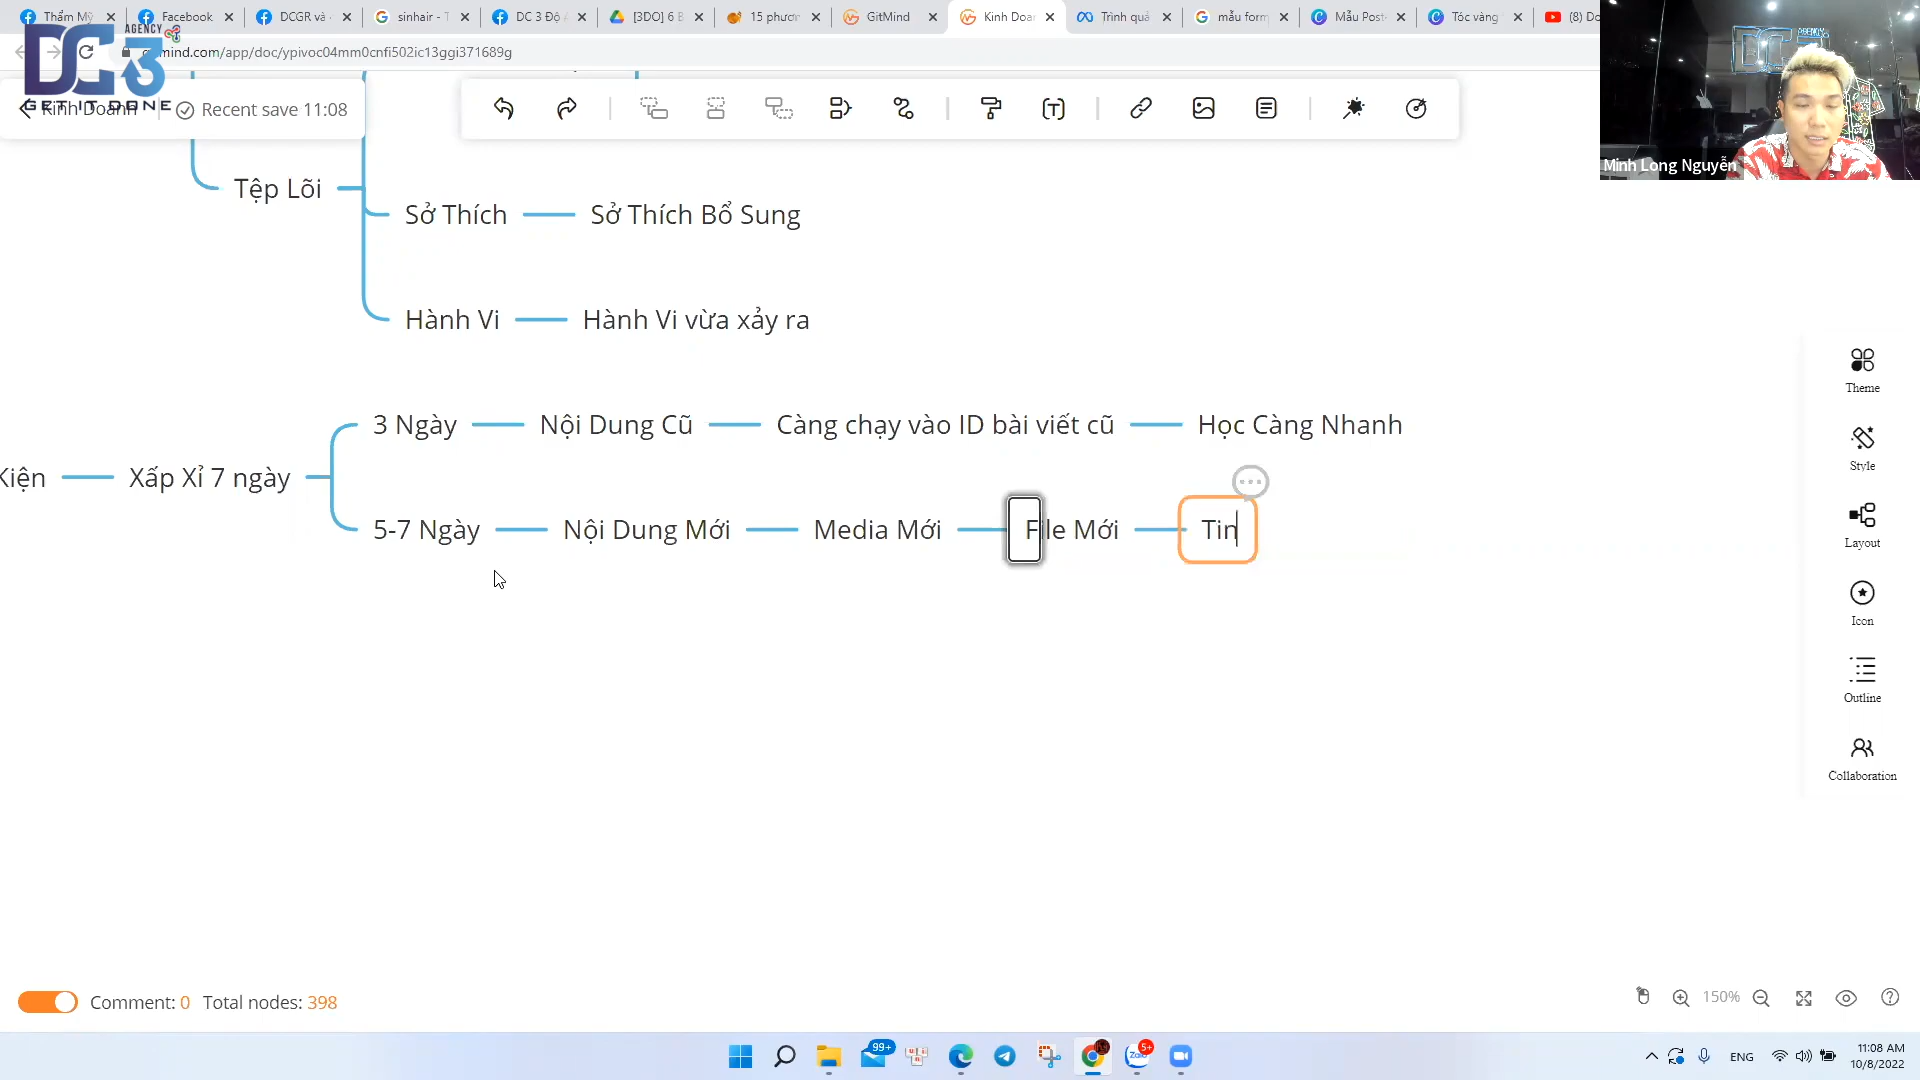 Thẩm Mỹ
Facebook
DCGR và
sinhair - T
DC 3 Độ
[3DO] 6 B
15 phươn
GitMind
Kinh Doan
Trình quả
mẫu form
Mẫu Post
Tóc vàng
(8) Do
mind.com/app/doc/ypivoc04mm0cnfi502ic13ggi371689g
AGENCY
DC3
GET IT DONE
Kinh Doanh
Recent save 11:08
Minh Long Nguyễn
Tệp Lõi
Sở Thích
Sở Thích Bổ Sung
Hành Vi
Hành Vi vừa xảy ra
3 Ngày
Nội Dung Cũ
Càng chạy vào ID bài viết cũ
Học Càng Nhanh
Kiện
Xấp Xỉ 7 ngày
5-7 Ngày
Nội Dung Mới
Media Mới
File Mới
Tin
Theme
Style
Layout
Icon
Outline
Collaboration
Comment: 0
Total nodes: 398
150%
99+
5+
ENG
11:08 AM
10/8/2022